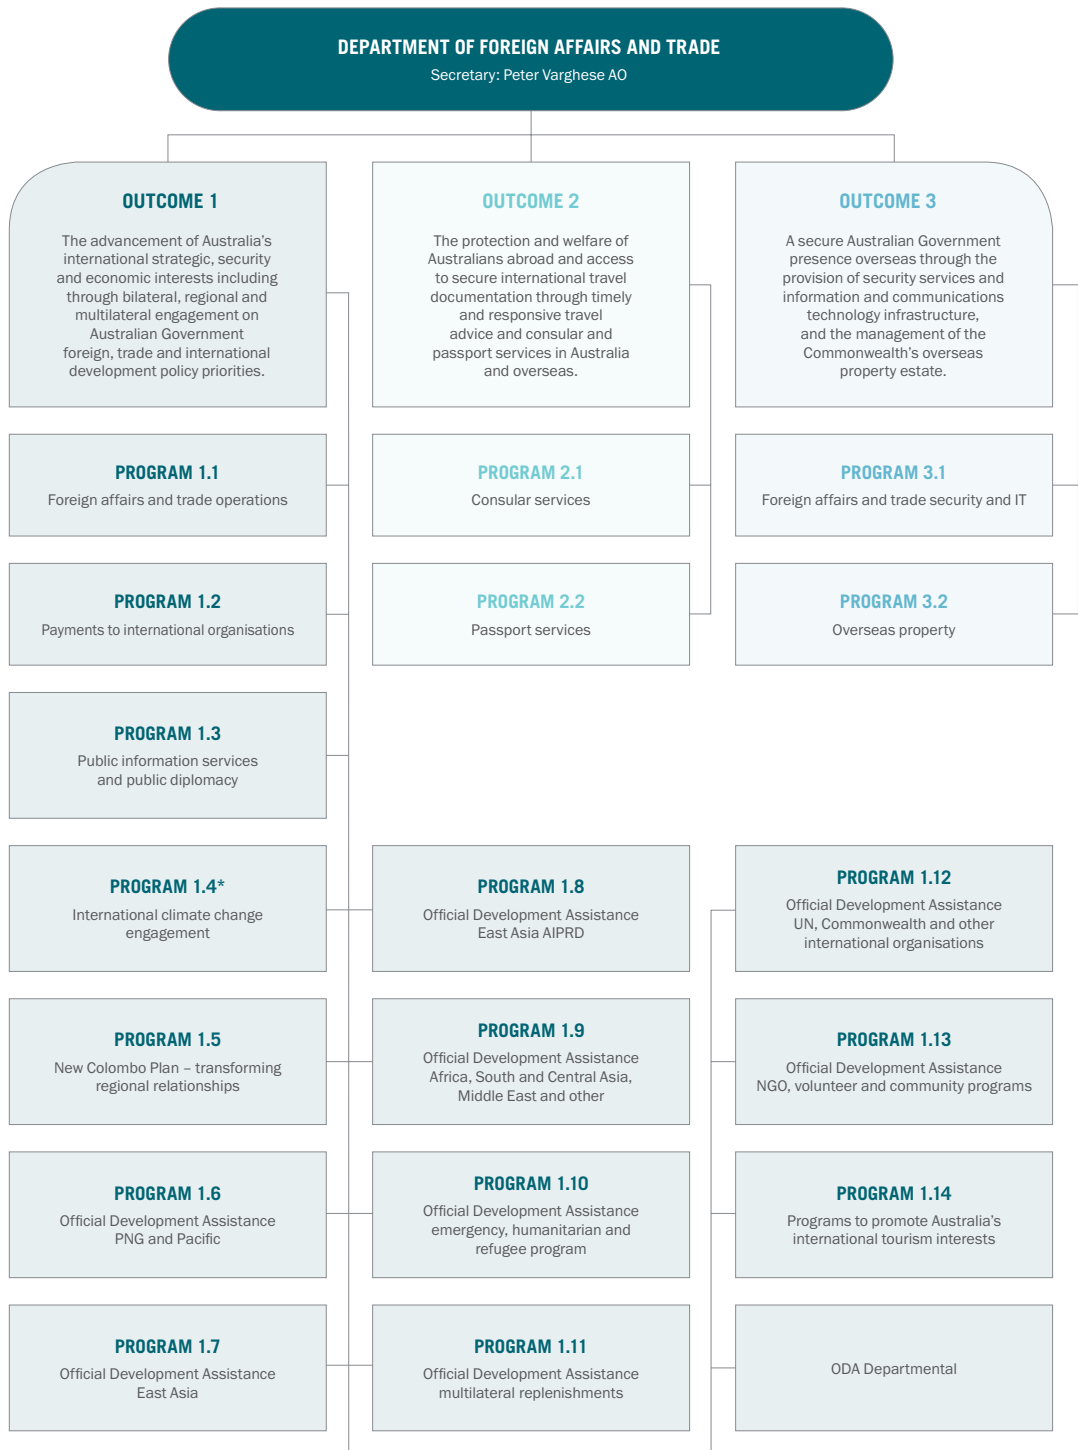 DEPARTMENT OF FOREIGN AFFAIRS AND TRADE
Secretary: Peter Varghese AO
OUTCOME 1
The advancement of Australia's
international strategic, security
and economic interests including
through bilateral, regional and
multilateral engagement on
Australian Government
foreign, trade and international
development policy priorities.
OUTCOME 2
The protection and welfare of
Australians abroad and access
to secure international travel
documentation through timely
and responsive travel
advice and consular and
passport services in Australia
and overseas.
OUTCOME 3
A secure Australian Government
presence overseas through the
provision of security services and
information and communications
technology infrastructure,
and the management of the
Commonwealth's overseas
property estate.
PROGRAM 1.1
Foreign affairs and trade operations
PROGRAM 2.1
Consular services
PROGRAM 3.1
Foreign affairs and trade security and IT
PROGRAM 1.2
Payments to international organisations
PROGRAM 2.2
Passport services
PROGRAM 3.2
Overseas property
PROGRAM 1.3
Public information services
and public diplomacy
PROGRAM 1.4*
International climate change
engagement
PROGRAM 1.8
Official Development Assistance
East Asia AIPRD
PROGRAM 1.12
Official Development Assistance
UN, Commonwealth and other
international organisations
PROGRAM 1.5
New Colombo Plan – transforming
regional relationships
PROGRAM 1.9
Official Development Assistance
Africa, South and Central Asia,
Middle East and other
PROGRAM 1.13
Official Development Assistance
NGO, volunteer and community programs
PROGRAM 1.6
Official Development Assistance
PNG and Pacific
PROGRAM 1.10
Official Development Assistance
emergency, humanitarian and
refugee program
PROGRAM 1.14
Programs to promote Australia's
international tourism interests
PROGRAM 1.7
Official Development Assistance
East Asia
PROGRAM 1.11
Official Development Assistance
multilateral replenishments
ODA Departmental